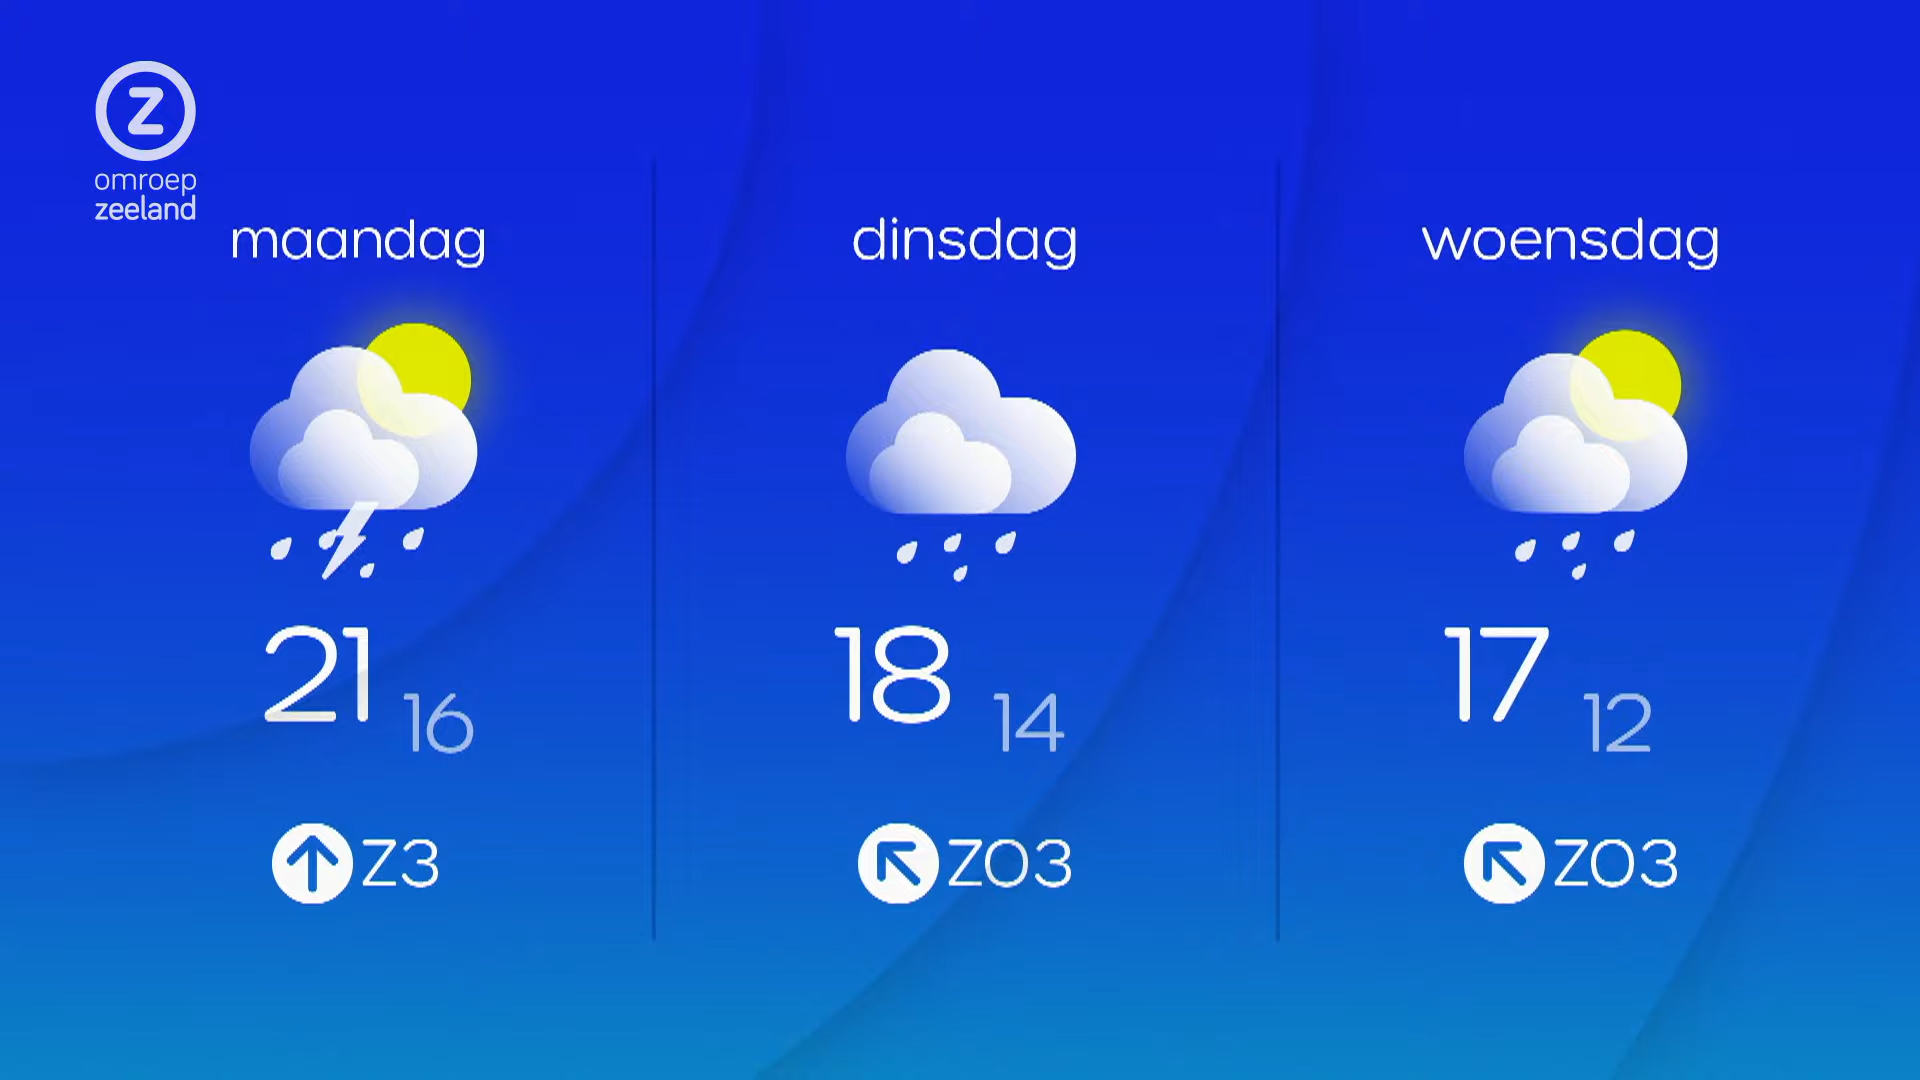 Z
omroep
zeeland
maandag
dinsdag
woensdag
21 16
18 14
17 12
Z3
ZO3
ZO3